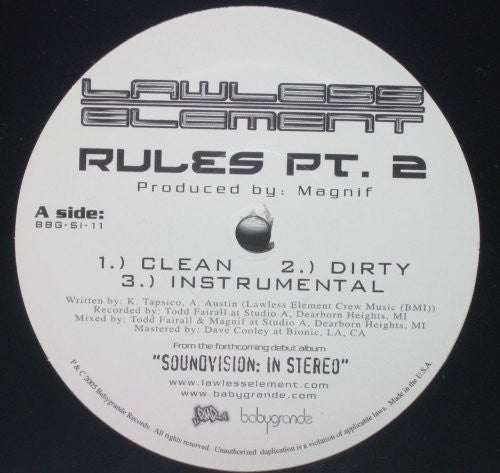 LAWLESS
ELEMENT
RULES PT. 2
Produced by: Magnif
A side:
BBG-SI-11
1.) CLEAN 2.) DIRTY
3.) INSTRUMENTAL
Written by: K. Tapsico, A. Austin (Lawless Element Crew Music (BMI))
Recorded by: Todd Fairall at Studio A, Dearborn Heights, MI
Mixed by: Todd Fairall & Magnif at Studio A, Dearborn Heights, MI
Mastered by: Dave Cooley at Bionic, LA, CA
From the forthcoming debut album
"SOUNDVISION: IN STEREO"
www.lawlesselement.com
www.babygrande.com
babygrande
P & C 2005 Babygrande Records. All rights reserved. Unauthorized duplication is a violation of applicable laws. Made in the U.S.A.